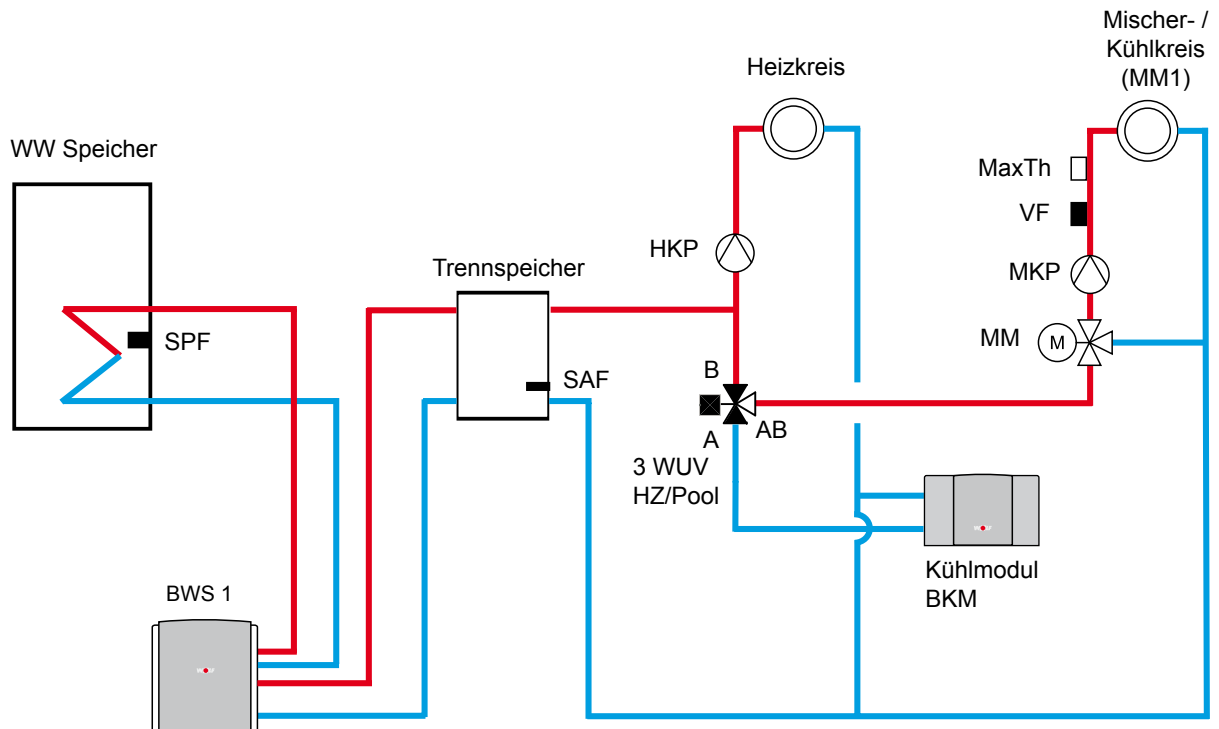 Mischer- /
Kühlkreis
(MM1)
Heizkreis
WW Speicher
MaxTh
VF
HKP
MKP
Trennspeicher
SPF
MM
M
SAF
B
A
AB
3 WUV
HZ/Pool
Kühlmodul
BKM
BWS 1